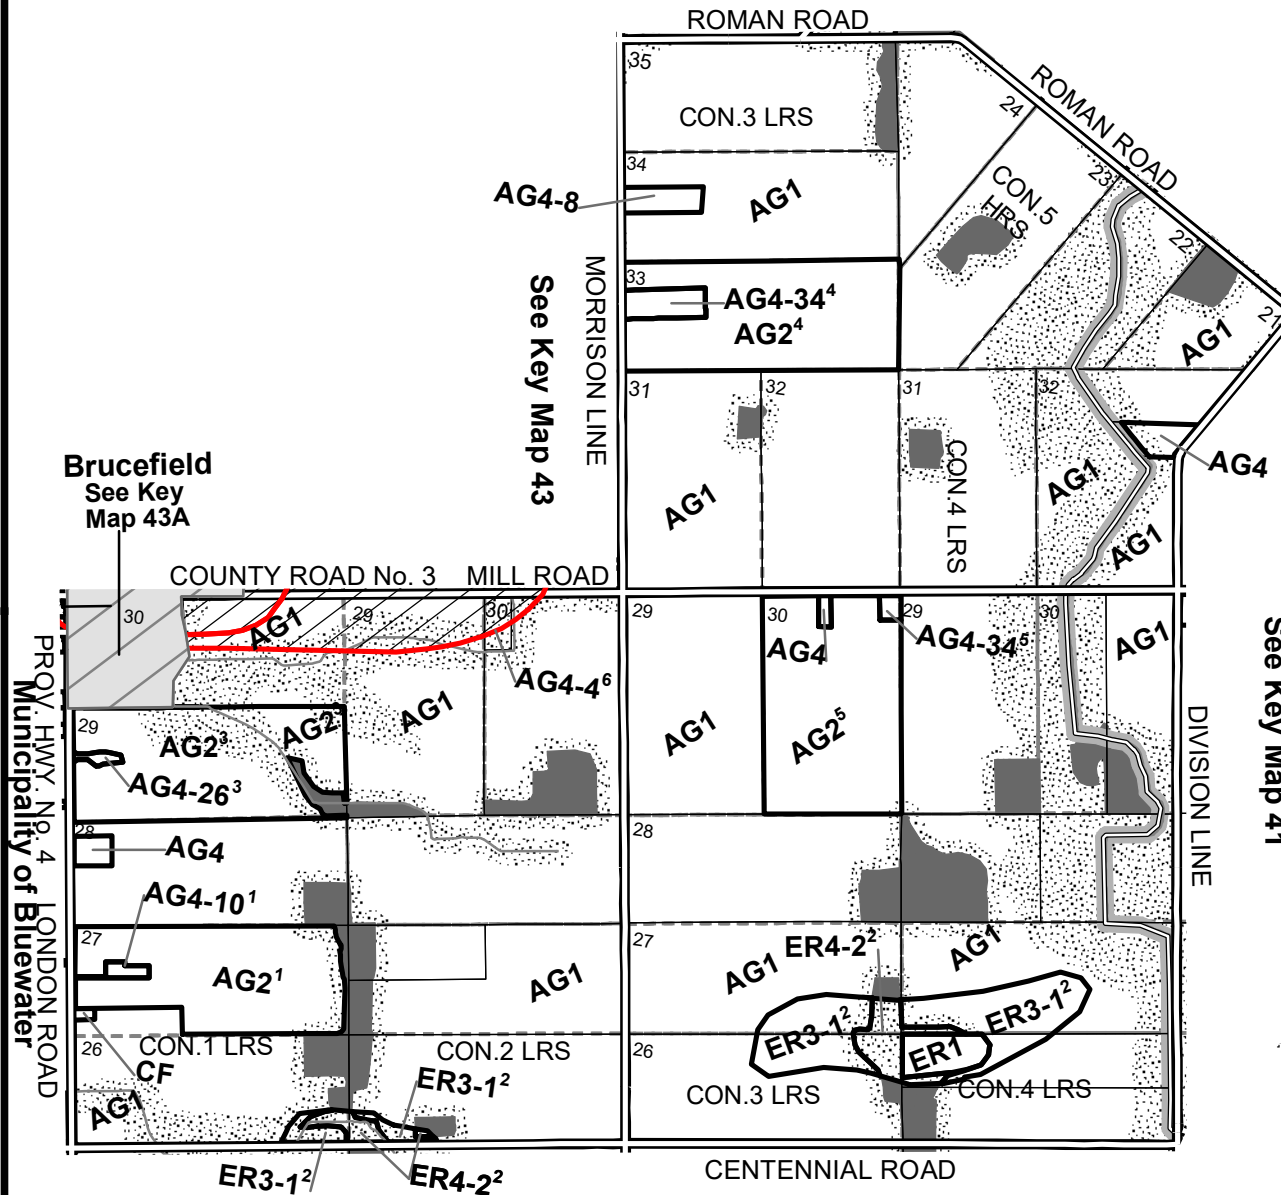 ROMAN ROAD
35
CON.3 LRS
24
ROMAN ROAD
34
AG4-8
AG1
23
CON.5
HRS
22
33
MORRISON LINE
See Key Map 43
AG4-34⁴
AG2⁴
21
AG1
31
32
31
32
CON.4 LRS
AG1
AG1
AG4
AG1
Brucefield
See Key
Map 43A
COUNTY ROAD No. 3
MILL ROAD
30
AG1
29
30
29
30
29
30
AG4
AG4-34⁵
AG1
AG4-4⁶
See Key Map 41
PROV. HWY. No. 4
LONDON ROAD
Municipality of Bluewater
29
AG2³
AG2³
AG1
AG1
AG2⁵
DIVISION LINE
AG4-26³
28
AG4
28
AG4-10¹
27
AG2¹
AG1
27
AG1
ER4-2²
AG1
ER3-1²
ER3-1²
ER1
26
CON.1 LRS
CF
CON.2 LRS
26
CON.3 LRS
CON.4 LRS
AG1
ER3-1²
ER3-1²
ER4-2²
CENTENNIAL ROAD